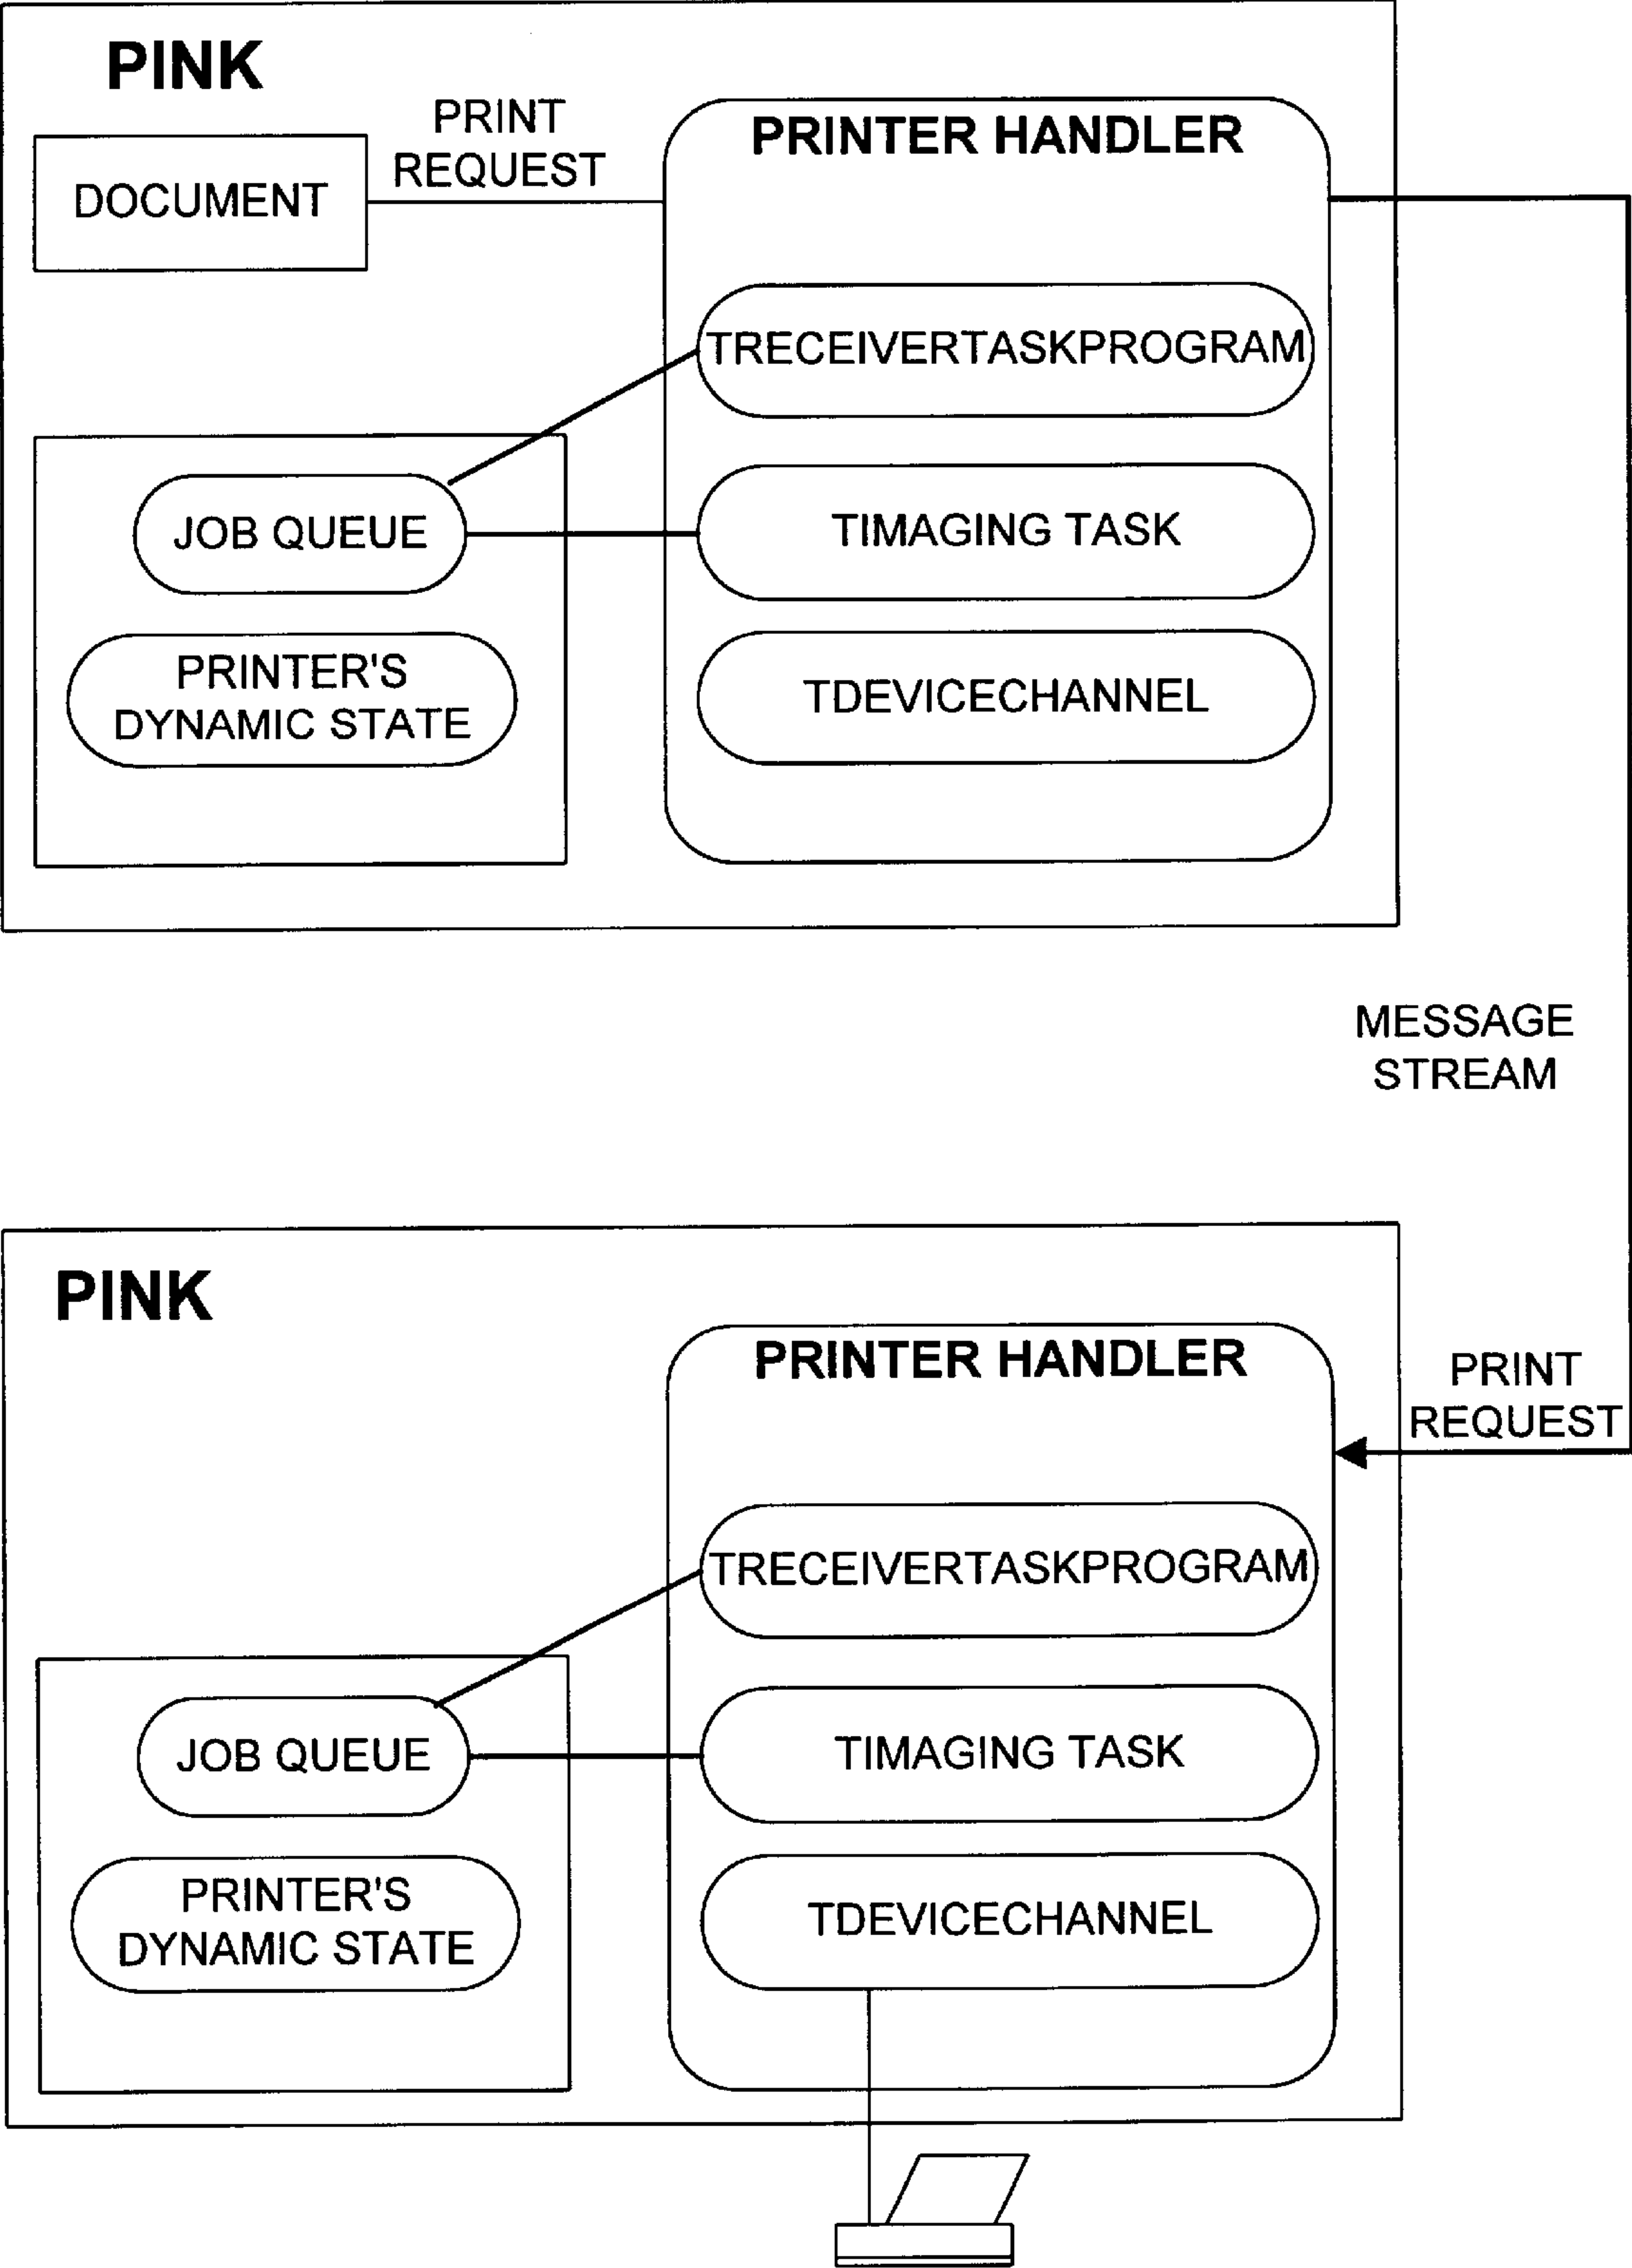 PINK
PRINT
REQUEST
PRINTER HANDLER
DOCUMENT
TRECEIVERTASKPROGRAM
JOB QUEUE
TIMAGING TASK
PRINTER'S
DYNAMIC STATE
TDEVICECHANNEL
MESSAGE
STREAM
PINK
PRINTER HANDLER
PRINT
REQUEST
TRECEIVERTASKPROGRAM
JOB QUEUE
TIMAGING TASK
PRINTER'S
DYNAMIC STATE
TDEVICECHANNEL